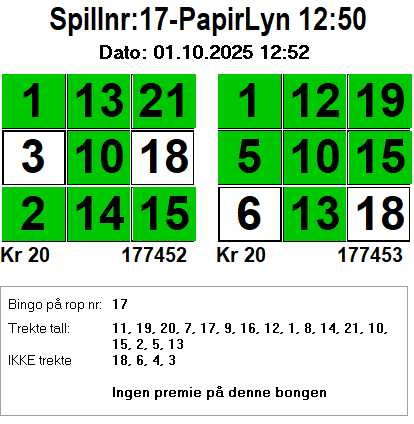 Spillnr:17-PapirLyn 12:50
Dato: 01.10.2025 12:52
1 13 21 1 12 19
3 10 18 5 10 15
2 14 15 6 13 18
Kr 20 177452 Kr 20 177453
Bingo på rop nr: 17
Trekte tall: 11, 19, 20, 7, 17, 9, 16, 12, 1, 8, 14, 21, 10,
15, 2, 5, 13
IKKE trekte 18, 6, 4, 3
Ingen premie på denne bongen